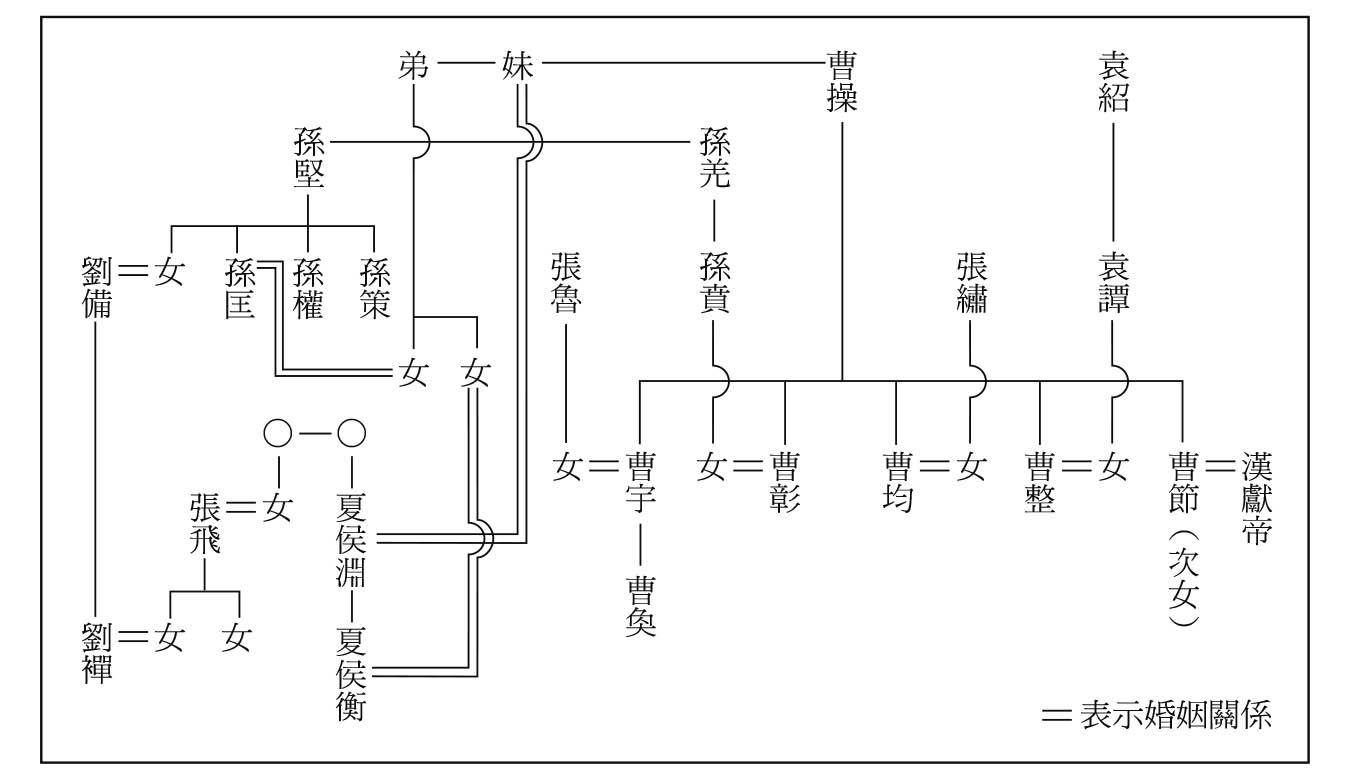 弟
妹
曹操
袁紹
孫堅
孫羌
劉備
女
孫匡
孫權
孫策
張魯
孫賁
張繡
袁譚
女
女
女
曹宇
女
曹彰
曹均
女
曹整
女
曹節（次女）
漢獻帝
張飛
女
夏侯淵
曹奐
劉禪
女
女
夏侯衡
＝表示婚姻關係